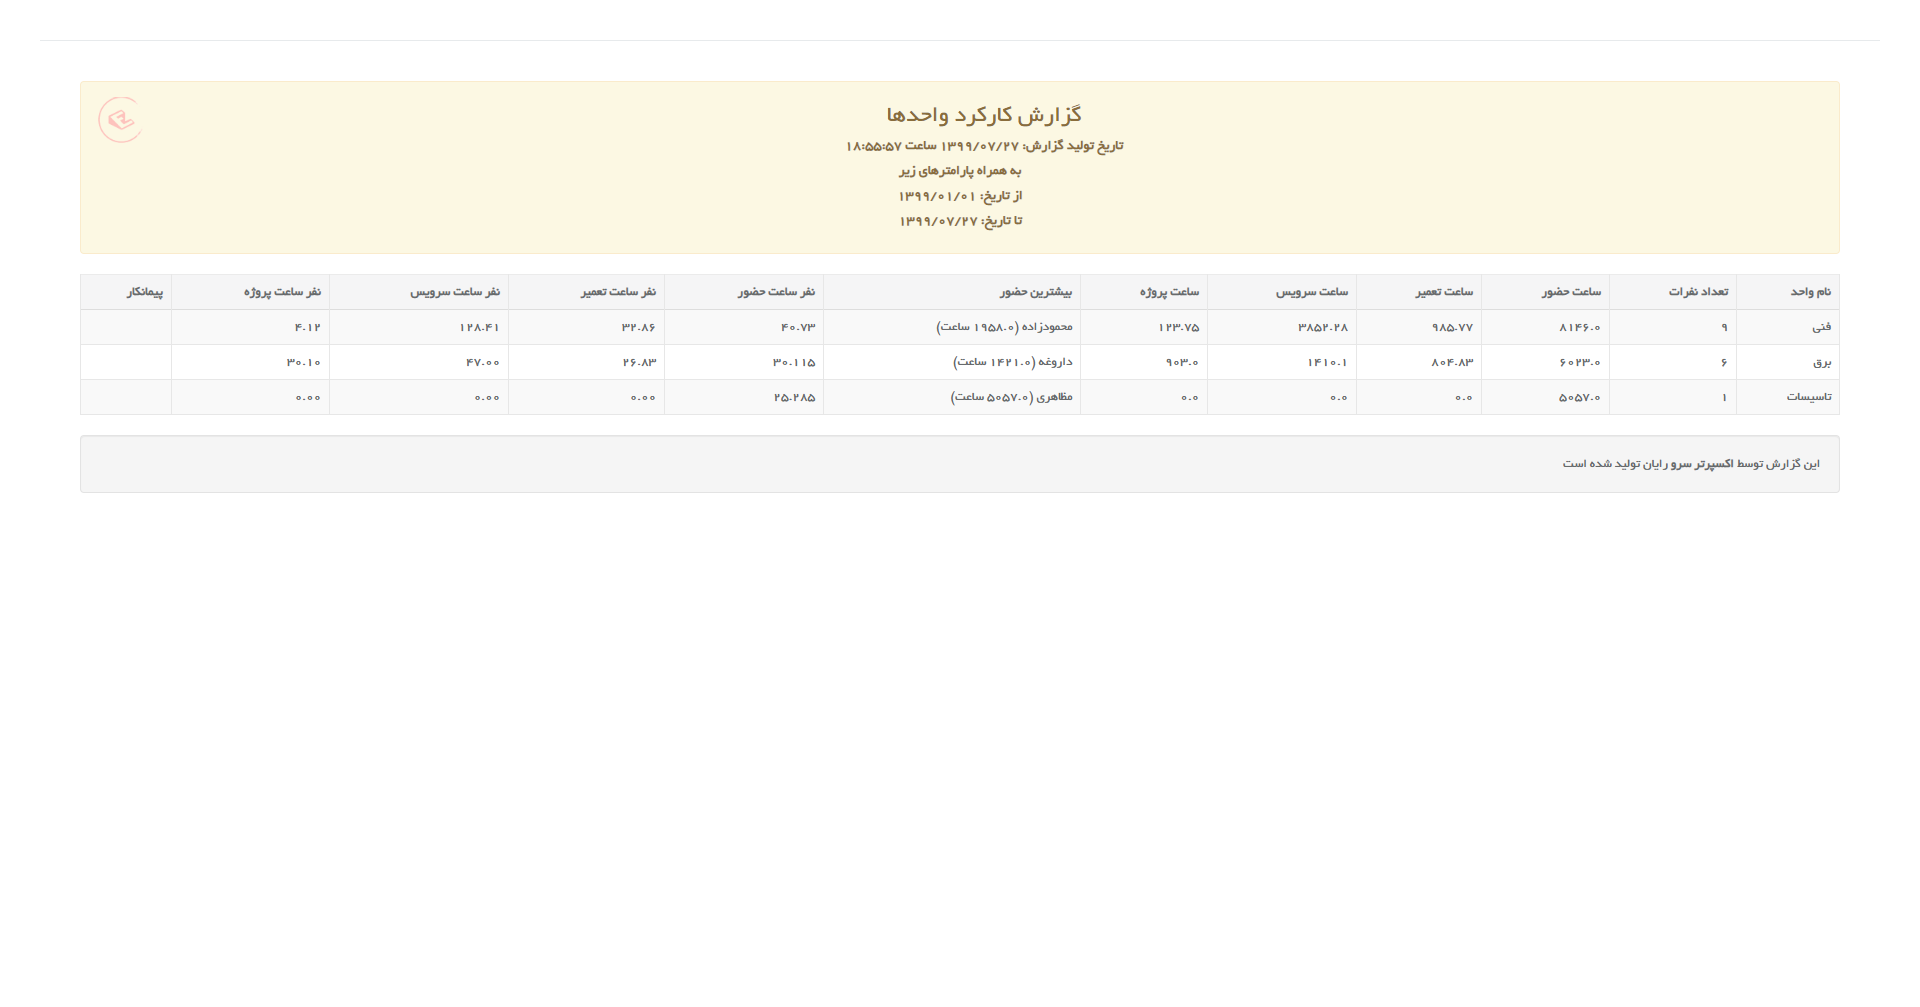 گزارش کارکرد واحدها
تاریخ تولید گزارش: ۱۳۹۹/۰۷/۲۷ ساعت ۱۸:۵۵:۵۷
به همراه پارامترهای زیر
از تاریخ: ۱۳۹۹/۰۱/۰۱
تا تاریخ: ۱۳۹۹/۰۷/۲۷
نام واحد تعداد نفرات ساعت حضور ساعت تعمیر ساعت سرویس ساعت پروژه بیشترین حضور نفر ساعت حضور نفر ساعت تعمیر نفر ساعت سرویس نفر ساعت پروژه پیمانکار
فنی ۹ ۸۱۴۶.۰ ۹۸۵.۷۷ ۳۸۵۲.۲۸ ۱۲۳.۷۵ محمودزاده (۱۹۵۸.۰ ساعت) ۴۰.۷۳ ۳۲.۸۶ ۱۲۸.۴۱ ۴.۱۲
برق ۶ ۶۰۲۳.۰ ۸۰۴.۸۳ ۱۴۱۰.۱ ۹۰۳.۰ داروغه (۱۴۲۱.۰ ساعت) ۳۰.۱۱۵ ۲۶.۸۳ ۴۷.۰۰ ۳۰.۱۰
تاسیسات ۱ ۵۰۵۷.۰ ۰.۰ ۰.۰ ۰.۰ مظاهری (۵۰۵۷.۰ ساعت) ۲۵.۲۸۵ ۰.۰۰ ۰.۰۰ ۰.۰۰
این گزارش توسط اکسپرتر سرو رایان تولید شده است